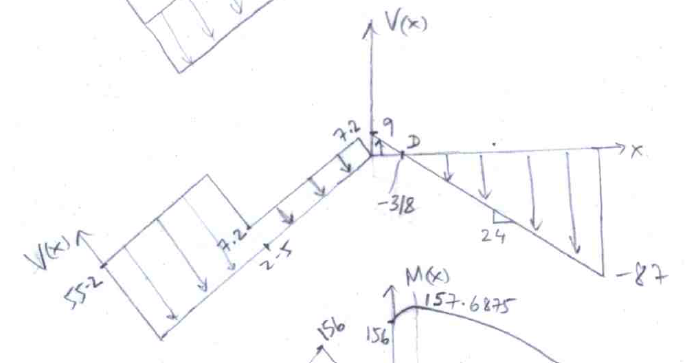 V(x)
7.2
9
D
x
-3/8
7.2
2-5
24
V(x)
55.2
-87
M(x)
157.6875
156
156